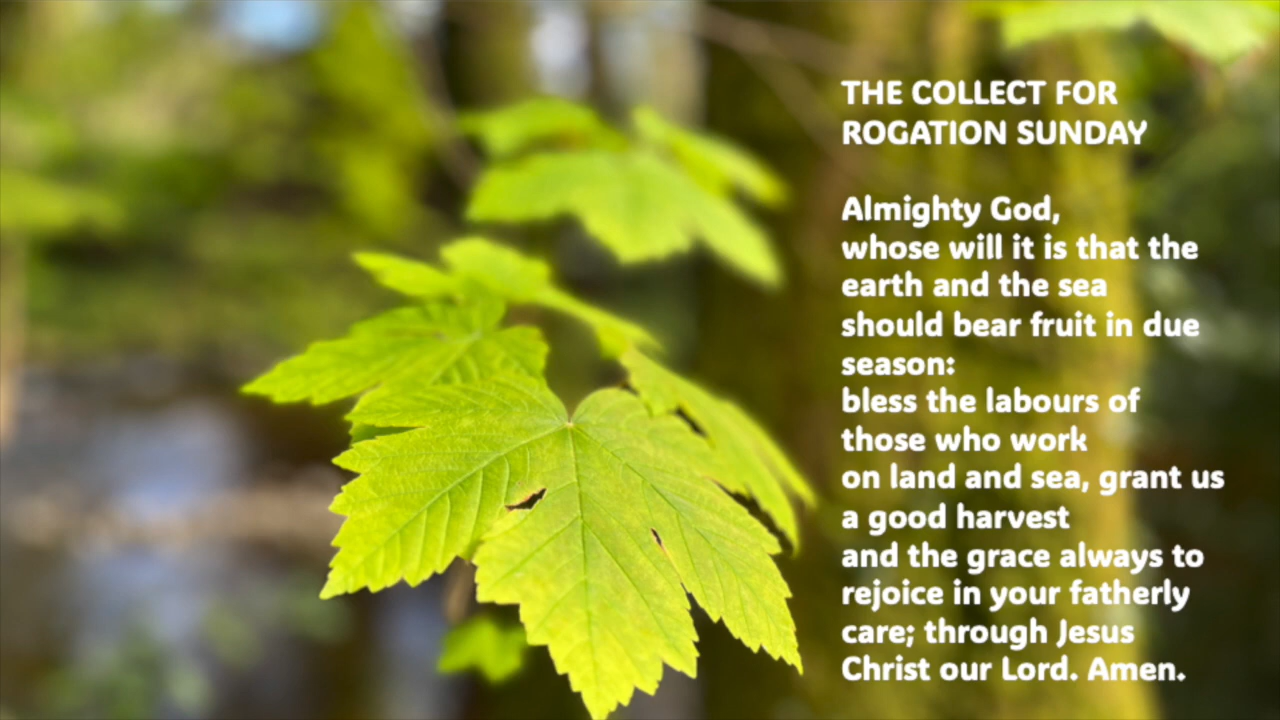 THE COLLECT FOR
ROGATION SUNDAY
Almighty God,
whose will it is that the
earth and the sea
should bear fruit in due
season:
bless the labours of
those who work
on land and sea, grant us
a good harvest
and the grace always to
rejoice in your fatherly
care; through Jesus
Christ our Lord. Amen.